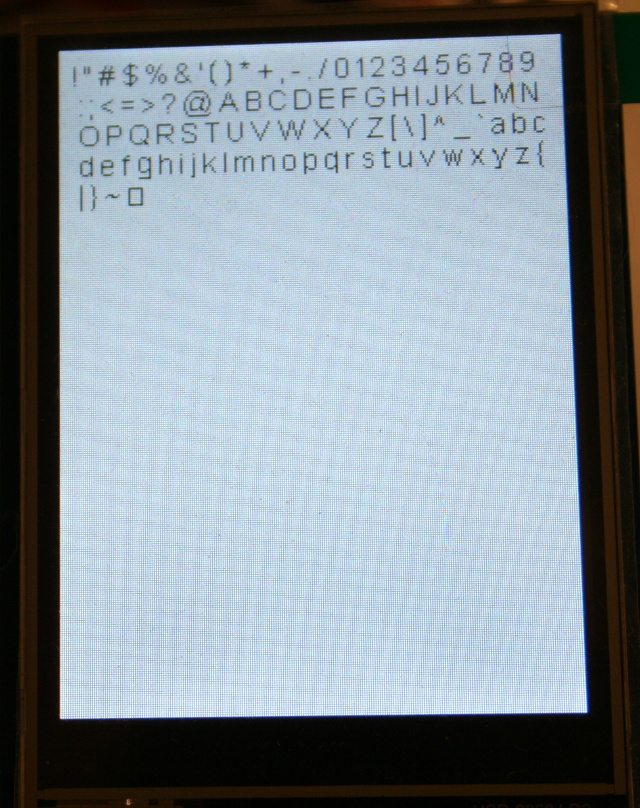 !"#$%&'()*+,-./0123456789
:;<=>?@ABCDEFGHIJKLMN
OPQRSTUVWXYZ[\]^_`abc
defghijklmnopqrstuvwxyz{
|}~□